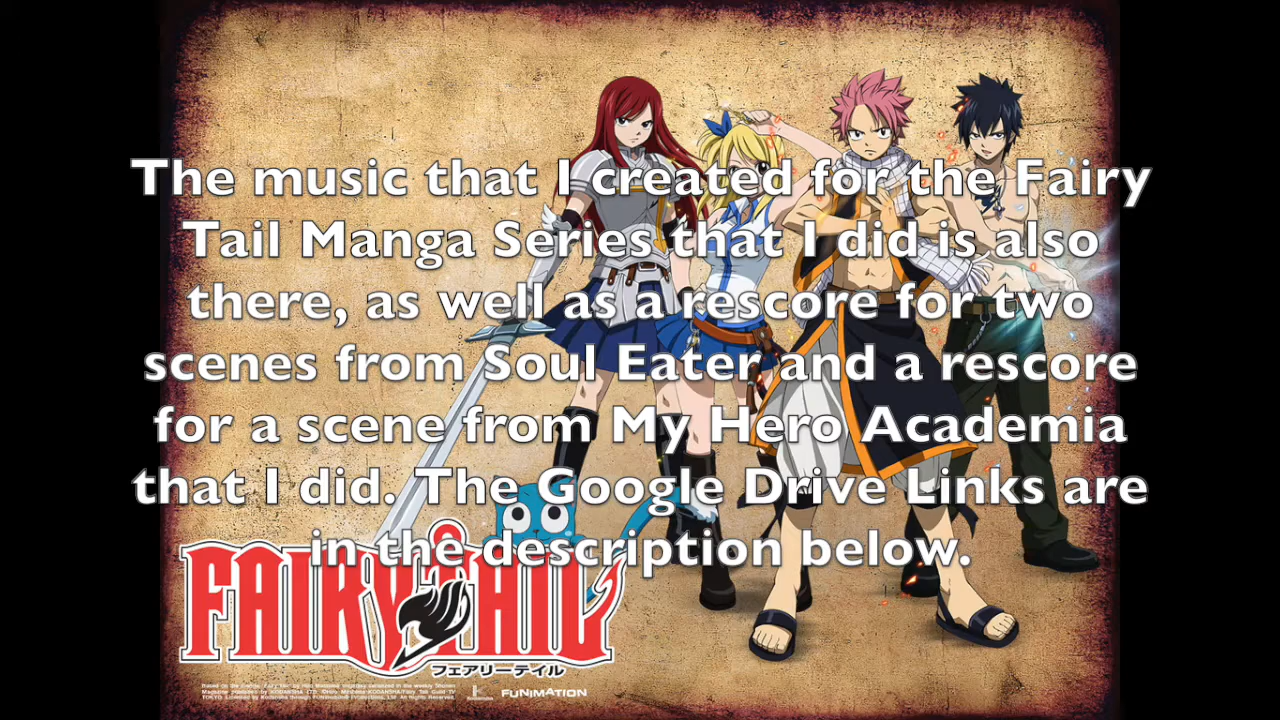 The music that I created for the Fairy
Tail Manga Series that I did is also
there, as well as a rescore for two
scenes from Soul Eater and a rescore
for a scene from My Hero Academia
that I did. The Google Drive Links are
in the description below.
FAIRY TAIL
フェアリーテイル
FUNIMATION